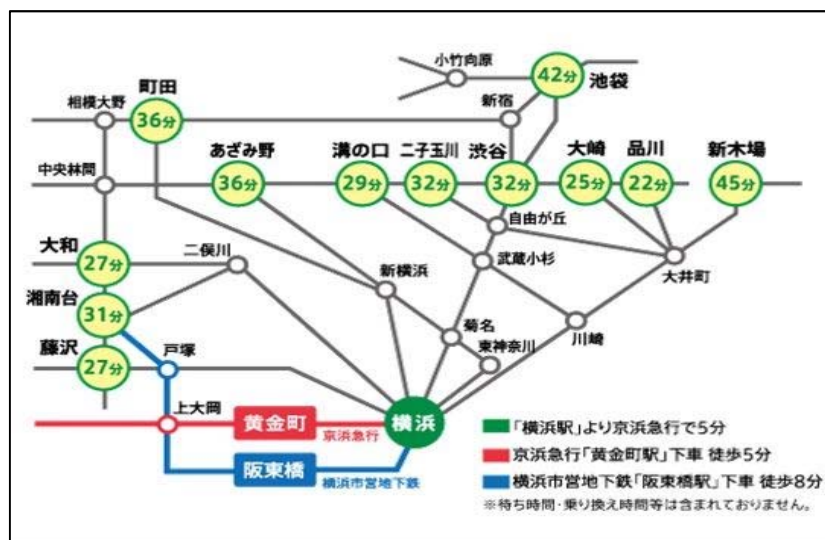 小竹向原
42分
池袋
町田
新宿
相模大野
36分
あざみ野
溝の口
二子玉川
渋谷
大崎
品川
新木場
中央林間
36分
29分
32分
32分
25分
22分
45分
自由が丘
大和
二俣川
武蔵小杉
大井町
27分
新横浜
湘南台
31分
菊名
川崎
藤沢
戸塚
東神奈川
27分
上大岡
黄金町
京浜急行
横浜
阪東橋
横浜市営地下鉄
「横浜駅」より京浜急行で5分
京浜急行「黄金町駅」下車 徒歩5分
横浜市営地下鉄「阪東橋駅」下車 徒歩8分
※待ち時間・乗り換え時間等は含まれておりません。